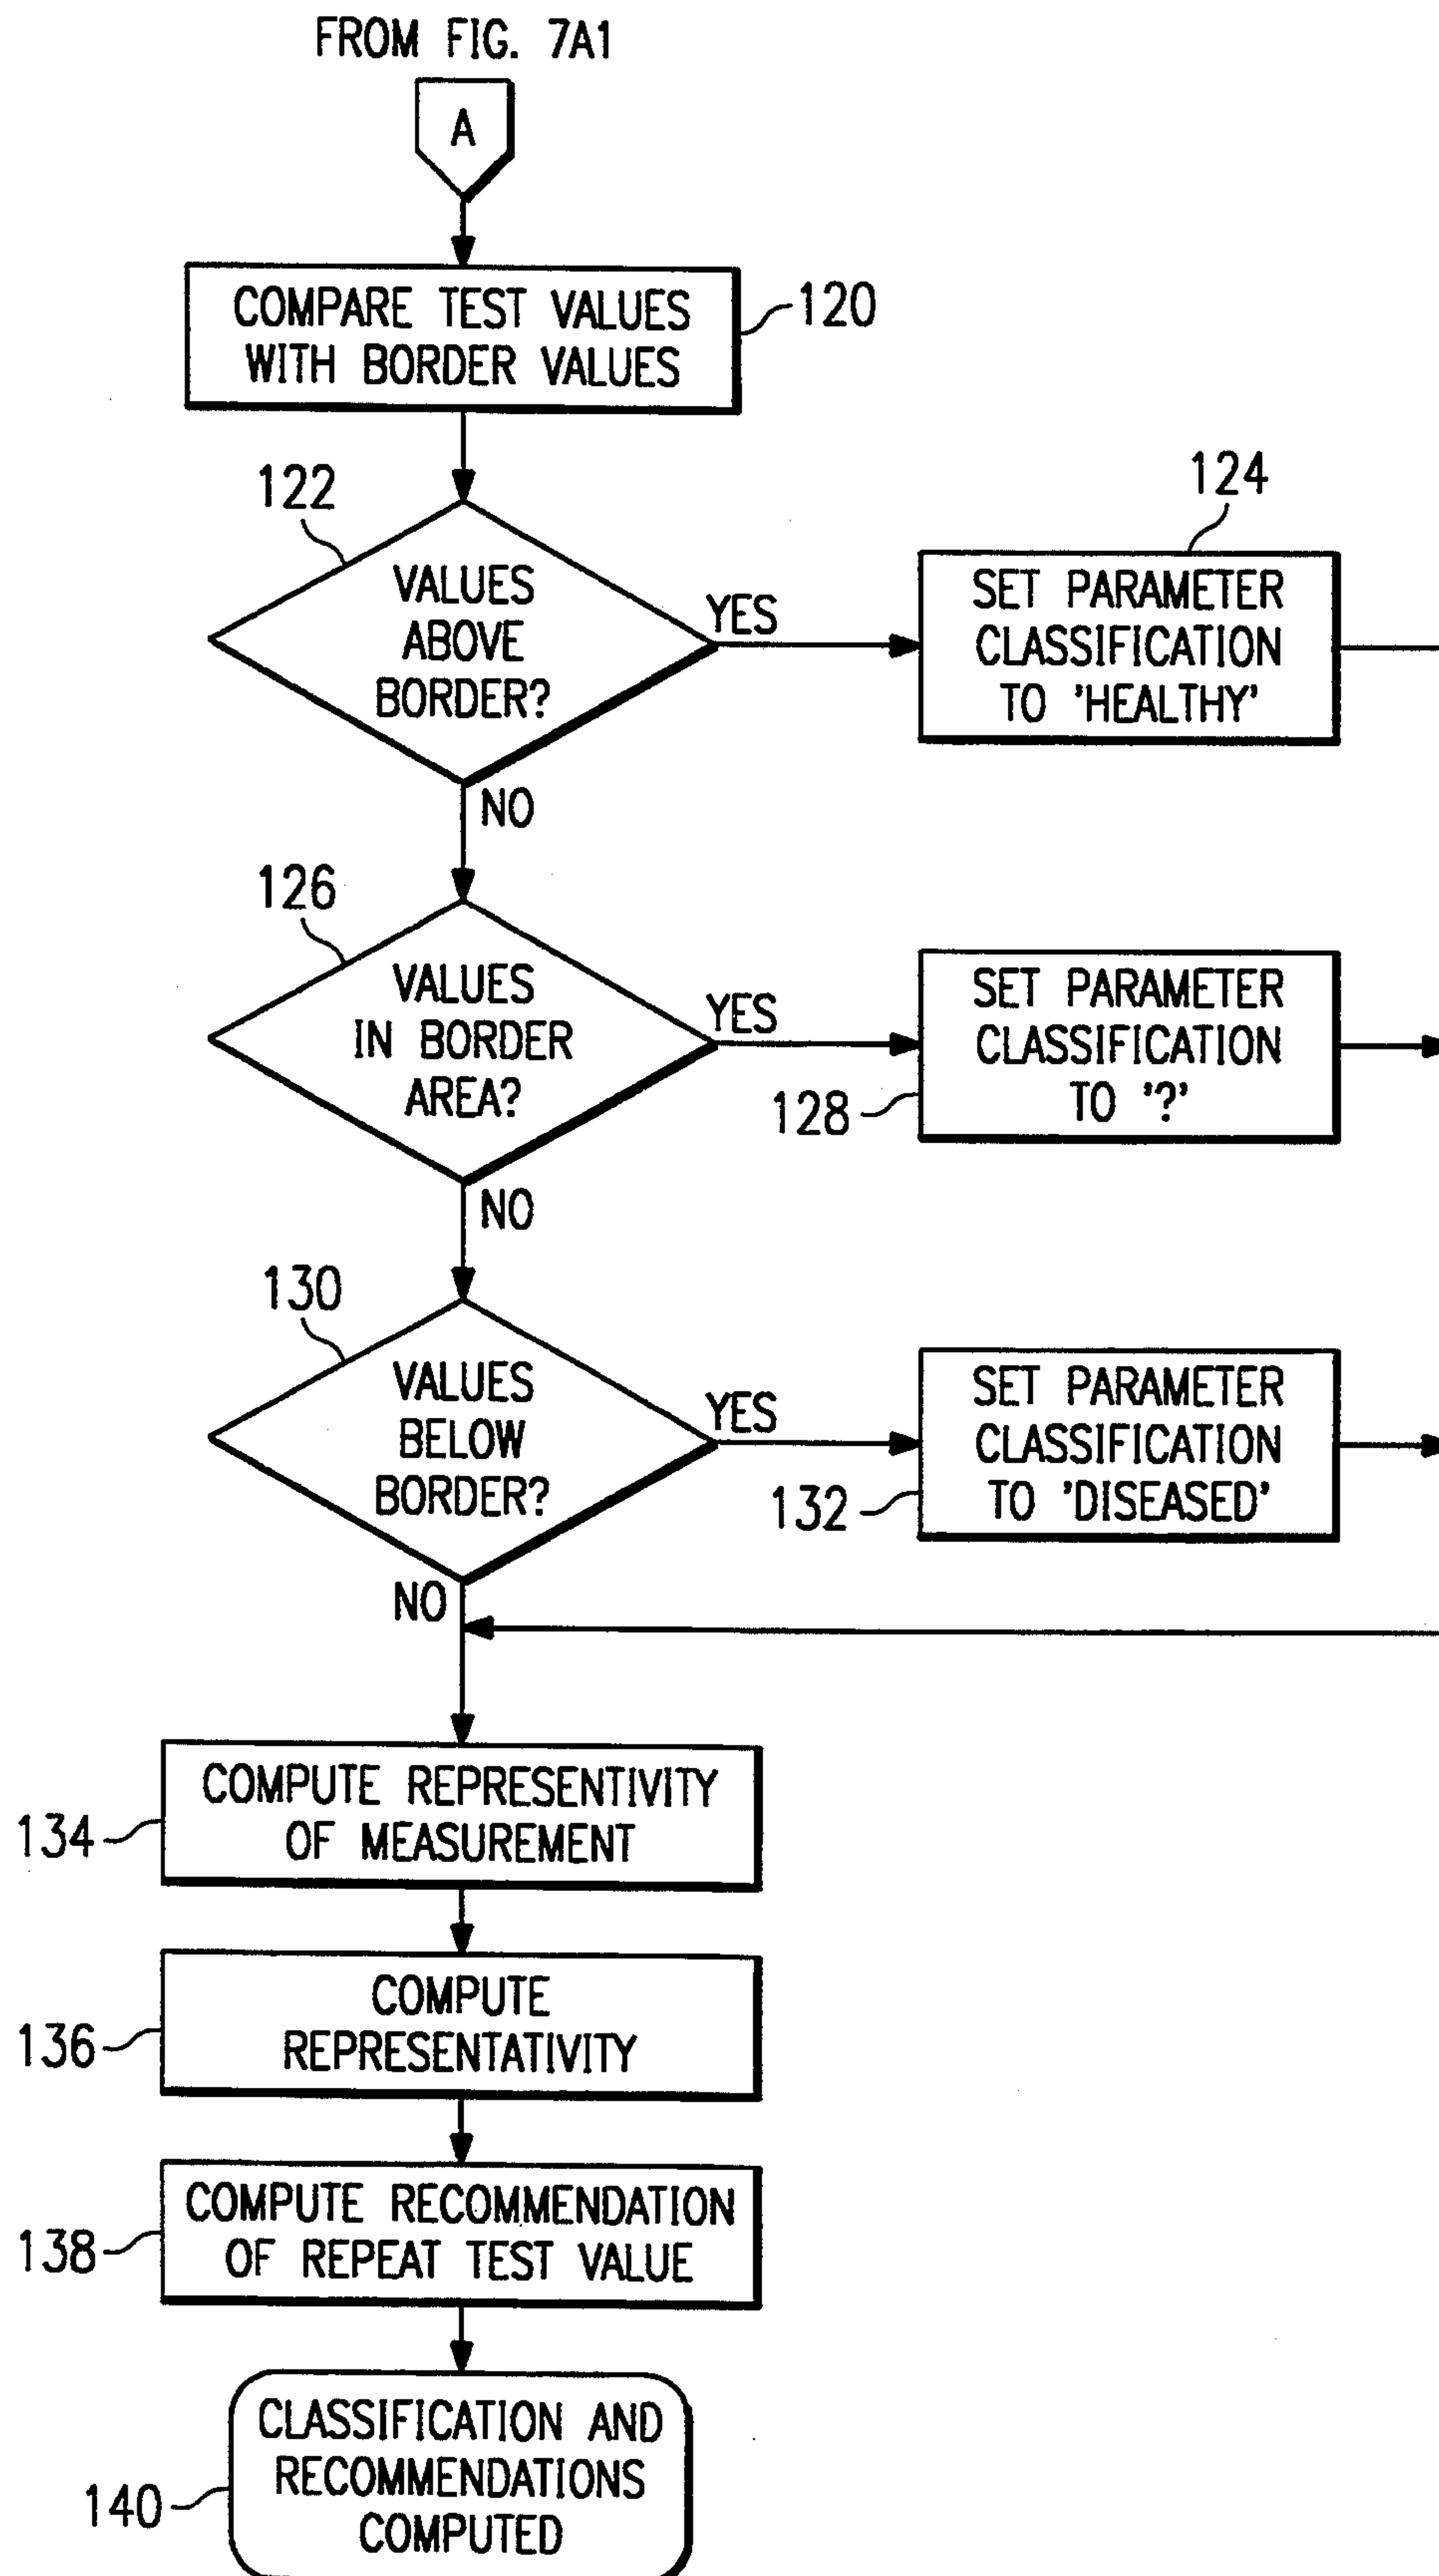 FROM FIG. 7A1
A
COMPARE TEST VALUES
WITH BORDER VALUES
120
122
VALUES
ABOVE
BORDER?
YES
124
SET PARAMETER
CLASSIFICATION
TO 'HEALTHY'
NO
126
VALUES
IN BORDER
AREA?
YES
SET PARAMETER
CLASSIFICATION
TO '?'
128
NO
130
VALUES
BELOW
BORDER?
YES
SET PARAMETER
CLASSIFICATION
TO 'DISEASED'
132
NO
COMPUTE REPRESENTIVITY
OF MEASUREMENT
134
COMPUTE
REPRESENTATIVITY
136
COMPUTE RECOMMENDATION
OF REPEAT TEST VALUE
138
CLASSIFICATION AND
RECOMMENDATIONS
COMPUTED
140